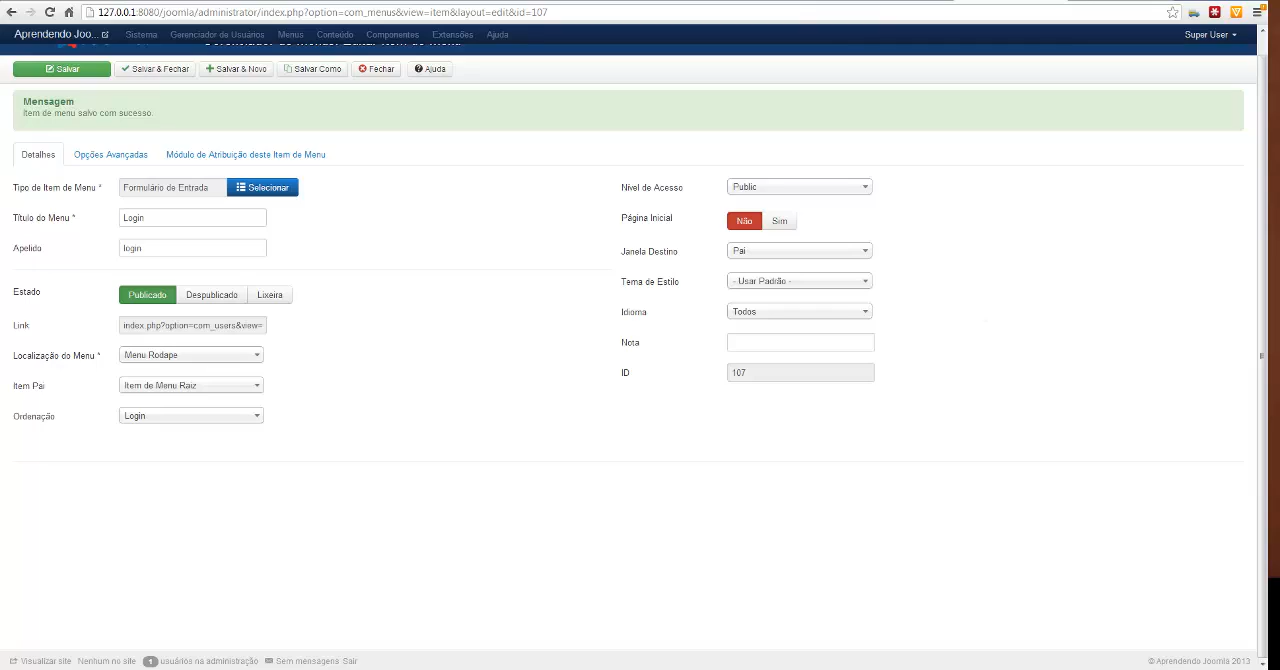 127.0.0.1:8080/joomla/administrator/index.php?option=com_menus&view=item&layout=edit&id=107
Aprendendo Joo... Sistema Gerenciador de Usuários Menus Conteúdo Componentes Extensões Ajuda Super User
Salvar Salvar & Fechar Salvar & Novo Salvar Como Fechar Ajuda
Mensagem
Item de menu salvo com sucesso.
Detalhes Opções Avançadas Módulo de Atribuição deste Item de Menu
Tipo de Item de Menu * Formulário de Entrada Selecionar
Título do Menu * Login
Apelido login
Estado Publicado Despublicado Lixeira
Link index.php?option=com_users&view=
Localização do Menu * Menu Rodape
Item Pai Item de Menu Raiz
Ordenação Login
Nível de Acesso Public
Página Inicial Não Sim
Janela Destino Pai
Tema de Estilo - Usar Padrão -
Idioma Todos
Nota
ID 107
Visualizar site Nenhum no site 1 usuários na administração Sem mensagens Sair
© Aprendendo Joomla 2013